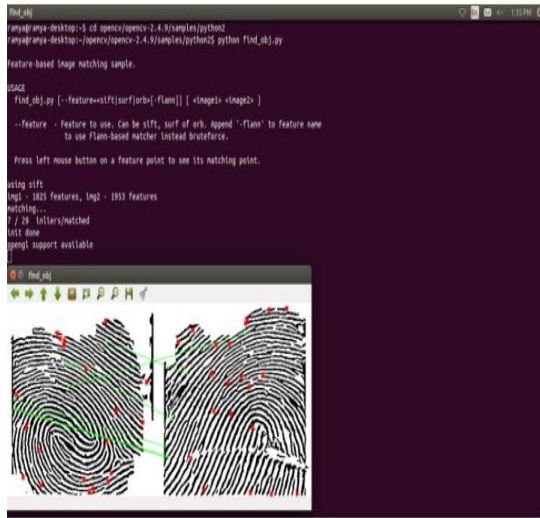 find_obj
1:35 PM
ramya@ramya-desktop:~$ cd opencv/opencv-2.4.9/samples/python2
ramya@ramya-desktop:~/opencv/opencv-2.4.9/samples/python2$ python find_obj.py
Feature-based image matching sample.
USAGE
find_obj.py [--feature=<sift|surf|orb>[-flann]] [ <image1> <image2> ]
--feature - Feature to use. Can be sift, surf of orb. Append '-flann' to feature name
to use Flann-based matcher instead bruteforce.
Press left mouse button on a feature point to see its matching point.
using sift
img1 - 1825 features, img2 - 1953 features
matching...
7 / 29 inliers/matched
init done
opengl support available
find_obj